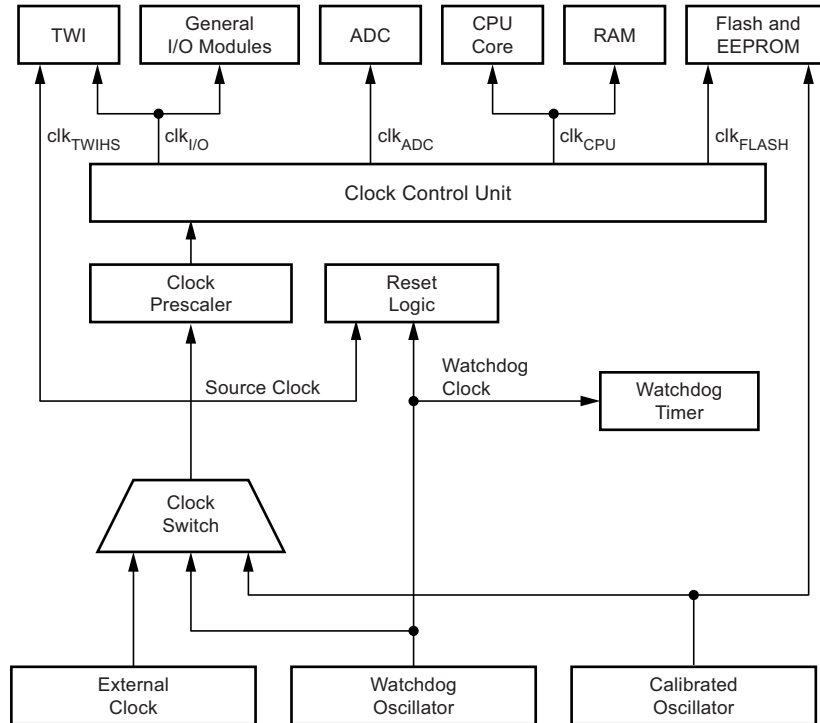 TWI
General
I/O Modules
ADC
CPU
Core
RAM
Flash and
EEPROM
clkTWIHS
clkI/O
clkADC
clkCPU
clkFLASH
Clock Control Unit
Clock
Prescaler
Reset
Logic
Source Clock
Watchdog
Clock
Watchdog
Timer
Clock
Switch
External
Clock
Watchdog
Oscillator
Calibrated
Oscillator